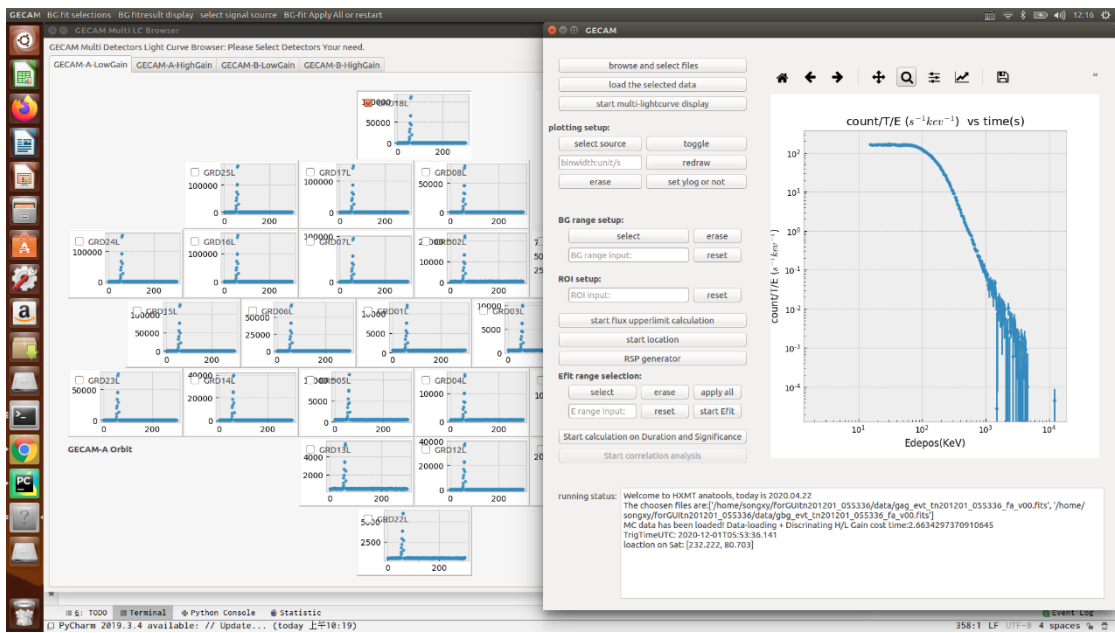 GECAM BG fit selections BG fitresult display select signal source BG-fit Apply All or restart 12:16
GECAM Multi LC Browser
GECAM Multi Detectors Light Curve Browser: Please Select Detectors Your need.
GECAM-A-LowGain GECAM-A-HighGain GECAM-B-LowGain GECAM-B-HighGain
GRD18L
50000
0
0 200
GRD25L GRD17L GRD08L
100000 100000 50000
0 0 0
0 200 0 200 0 200
GRD24L GRD16L GRD07L GRD02L
100000 100000 100000 10000
0 0 0 0
0 200 0 200 0 200 0 200
GRD15L GRD06L GRD01L GRD03L
100000 50000 10000
50000 25000 50000 5000
0 0 0 0
0 200 0 200 0 200 0 200
GRD23L GRD14L GRD05L GRD04L
50000 40000 20000 5000 10000
0 0 0 0
0 200 0 200 0 200 0 200
GECAM-A Orbit
GRD13L GRD12L
4000 40000
2000 20000
0
0 200 0 200
GRD22L
5000
2500
0 200
GECAM
browse and select files
load the selected data
start multi-lightcurve display
plotting setup:
select source toggle
binwidth:unit/s redraw
erase set ylog or not
BG range setup:
select erase
BG range input: reset
ROI setup:
ROI input: reset
start flux upperlimit calculation
start location
RSP generator
Efit range selection:
select erase apply all
E range input: reset start Efit
Start calculation on Duration and Significance
Start correlation analysis
count/T/E (s⁻¹kev⁻¹) vs time(s)
count/T/E (s⁻¹kev⁻¹)
10²
10¹
10⁰
10⁻¹
10⁻²
10⁻³
10⁻⁴
10¹ 10² 10³ 10⁴
Edepos(KeV)
running status:
Welcome to HXMT anatools, today is 2020.04.22
The choosen files are:['/home/songxy/forGUItn201201_055336/data/gag_evt_tn201201_055336_fa_v00.fits', '/home/
songxy/forGUItn201201_055336/data/gbg_evt_tn201201_055336_fa_v00.fits']
MC data has been loaded! Data-loading + Discrinating H/L Gain cost time:2.6634297370910645
TrigTimeUTC: 2020-12-01T05:53:36.141
loaction on Sat: [232.222, 80.703]
6: TODO Terminal Python Console Statistic Event Log
PyCharm 2019.3.4 available: // Update... (today 上午10:19) 358:1 LF UTF-8 4 spaces